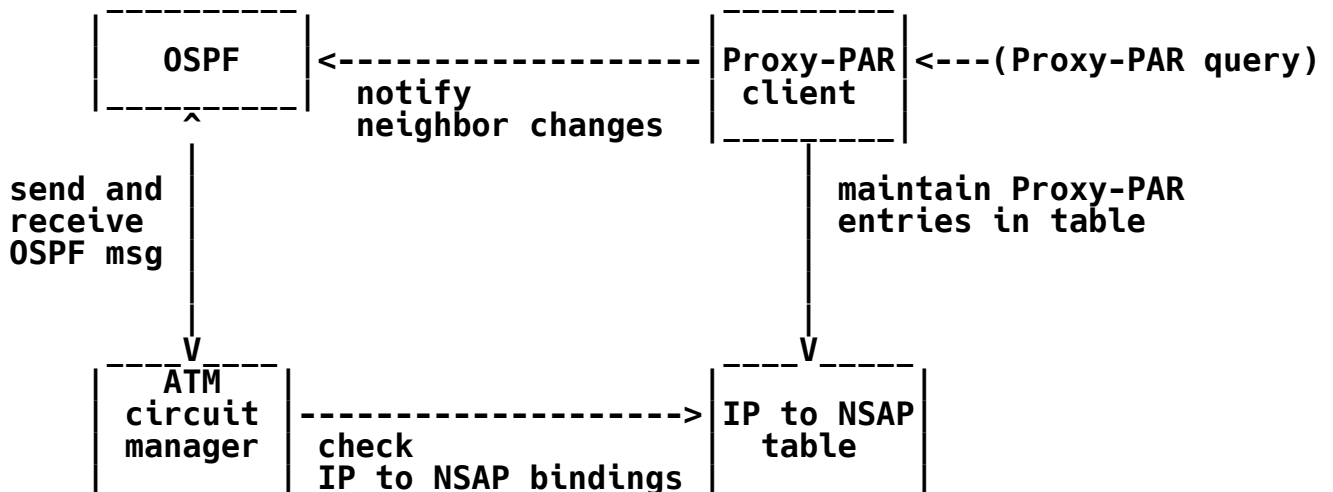 OSPF
Proxy-PAR
client
<---(Proxy-PAR query)
notify
neighbor changes
send and
receive
OSPF msg
maintain Proxy-PAR
entries in table
ATM
circuit
manager
check
IP to NSAP bindings
IP to NSAP
table